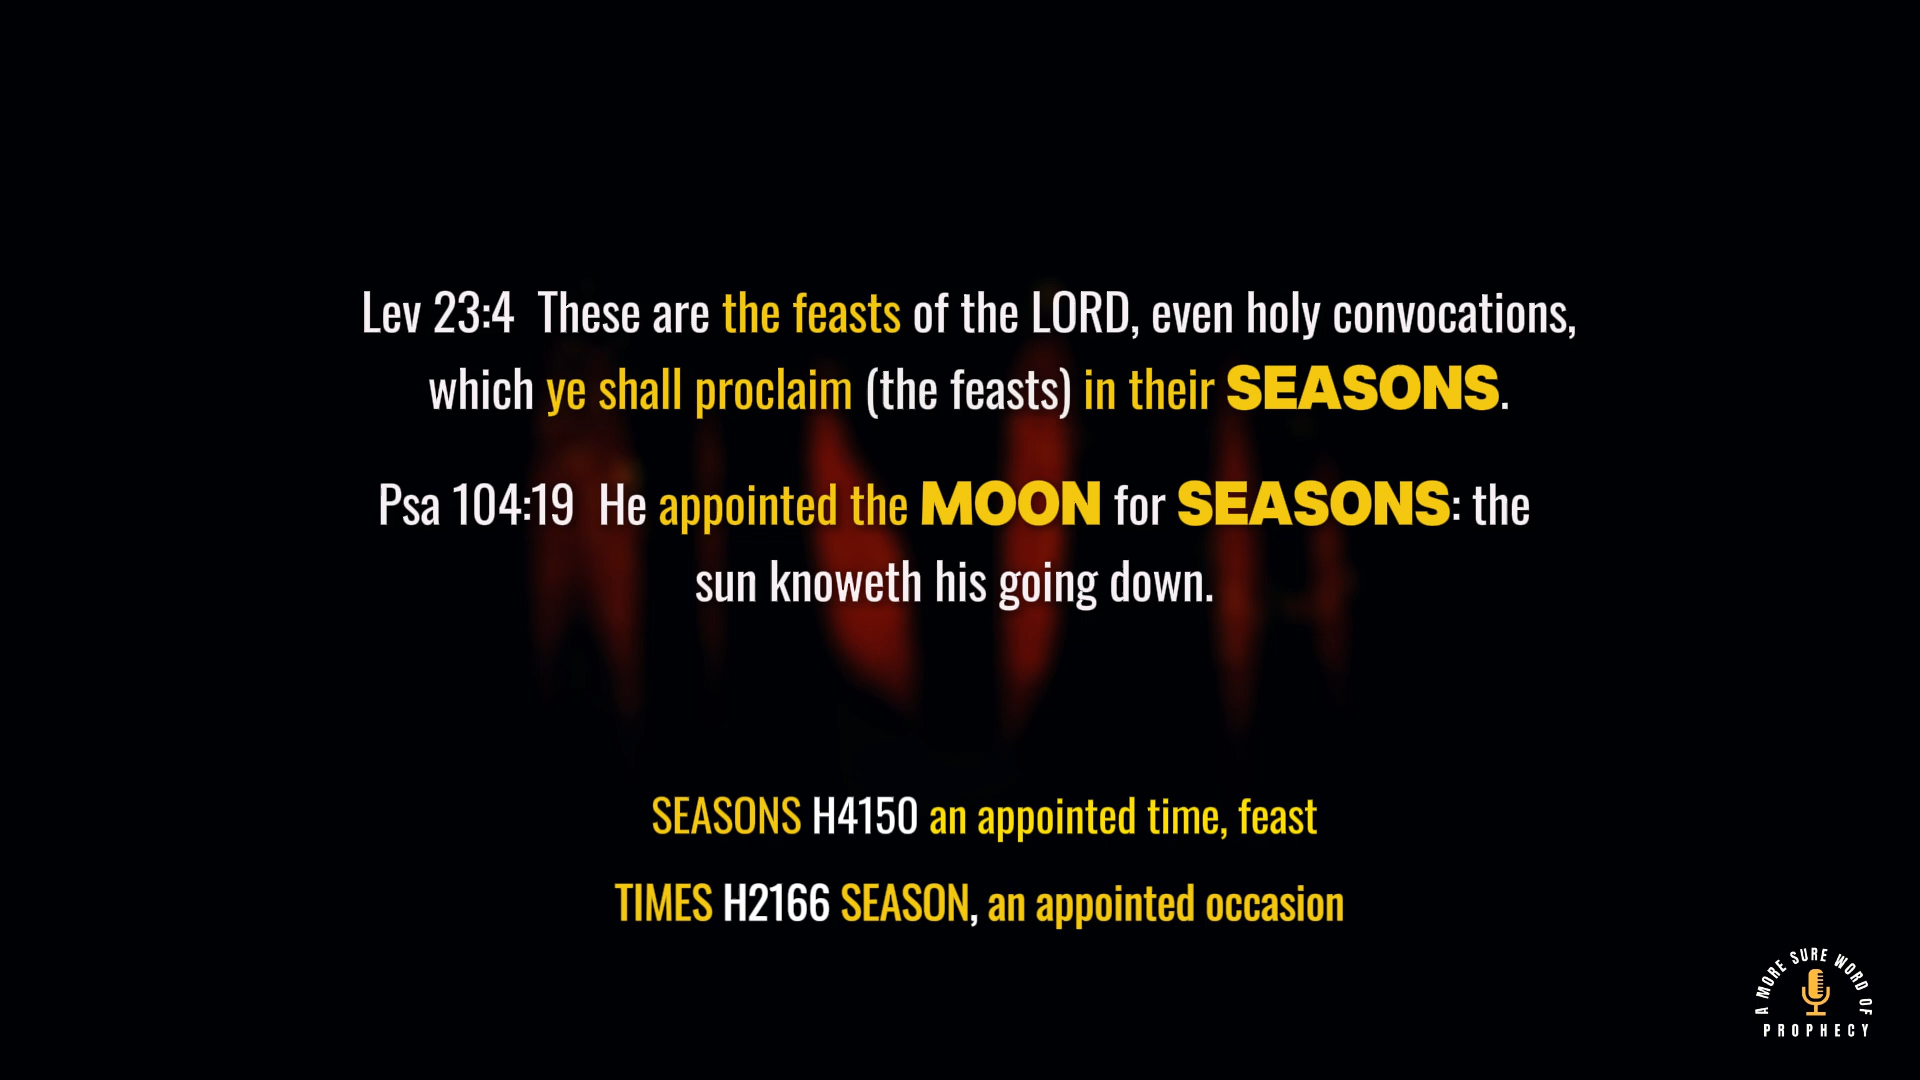 Lev 23:4 These are the feasts of the LORD, even holy convocations,
which ye shall proclaim (the feasts) in their SEASONS.
Psa 104:19 He appointed the MOON for SEASONS: the
sun knoweth his going down.
SEASONS H4150 an appointed time, feast
TIMES H2166 SEASON, an appointed occasion
A MORE SURE WORD OF
PROPHECY